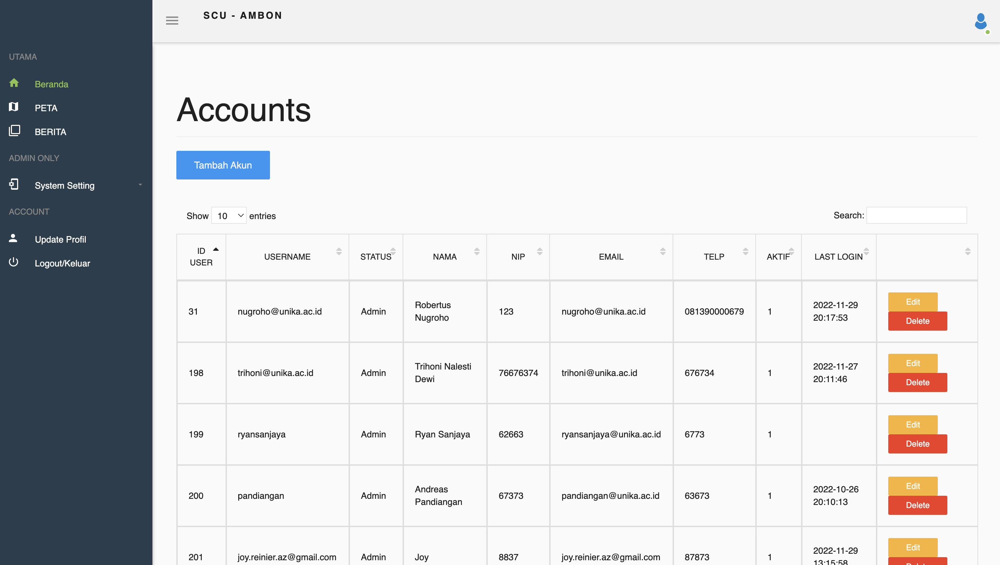 SCU - AMBON
UTAMA
Beranda
PETA
BERITA
ADMIN ONLY
System Setting
ACCOUNT
Update Profil
Logout/Keluar
Accounts
Tambah Akun
Show 10 entries
Search:
ID USER USERNAME STATUS NAMA NIP EMAIL TELP AKTIF LAST LOGIN
31 nugroho@unika.ac.id Admin Robertus Nugroho 123 nugroho@unika.ac.id 081390000679 1 2022-11-29 20:17:53 Edit Delete
198 trihoni@unika.ac.id Admin Trihoni Nalesti Dewi 76676374 trihoni@unika.ac.id 676734 1 2022-11-27 20:11:46 Edit Delete
199 ryansanjaya Admin Ryan Sanjaya 62663 ryansanjaya@unika.ac.id 6773 1 Edit Delete
200 pandiangan Admin Andreas Pandiangan 67373 pandiangan@unika.ac.id 63673 1 2022-10-26 20:10:13 Edit Delete
201 joy.reinier.az@gmail.com Admin Joy 8837 joy.reinier.az@gmail.com 87873 1 2022-11-29 13:15:58 Edit Delete